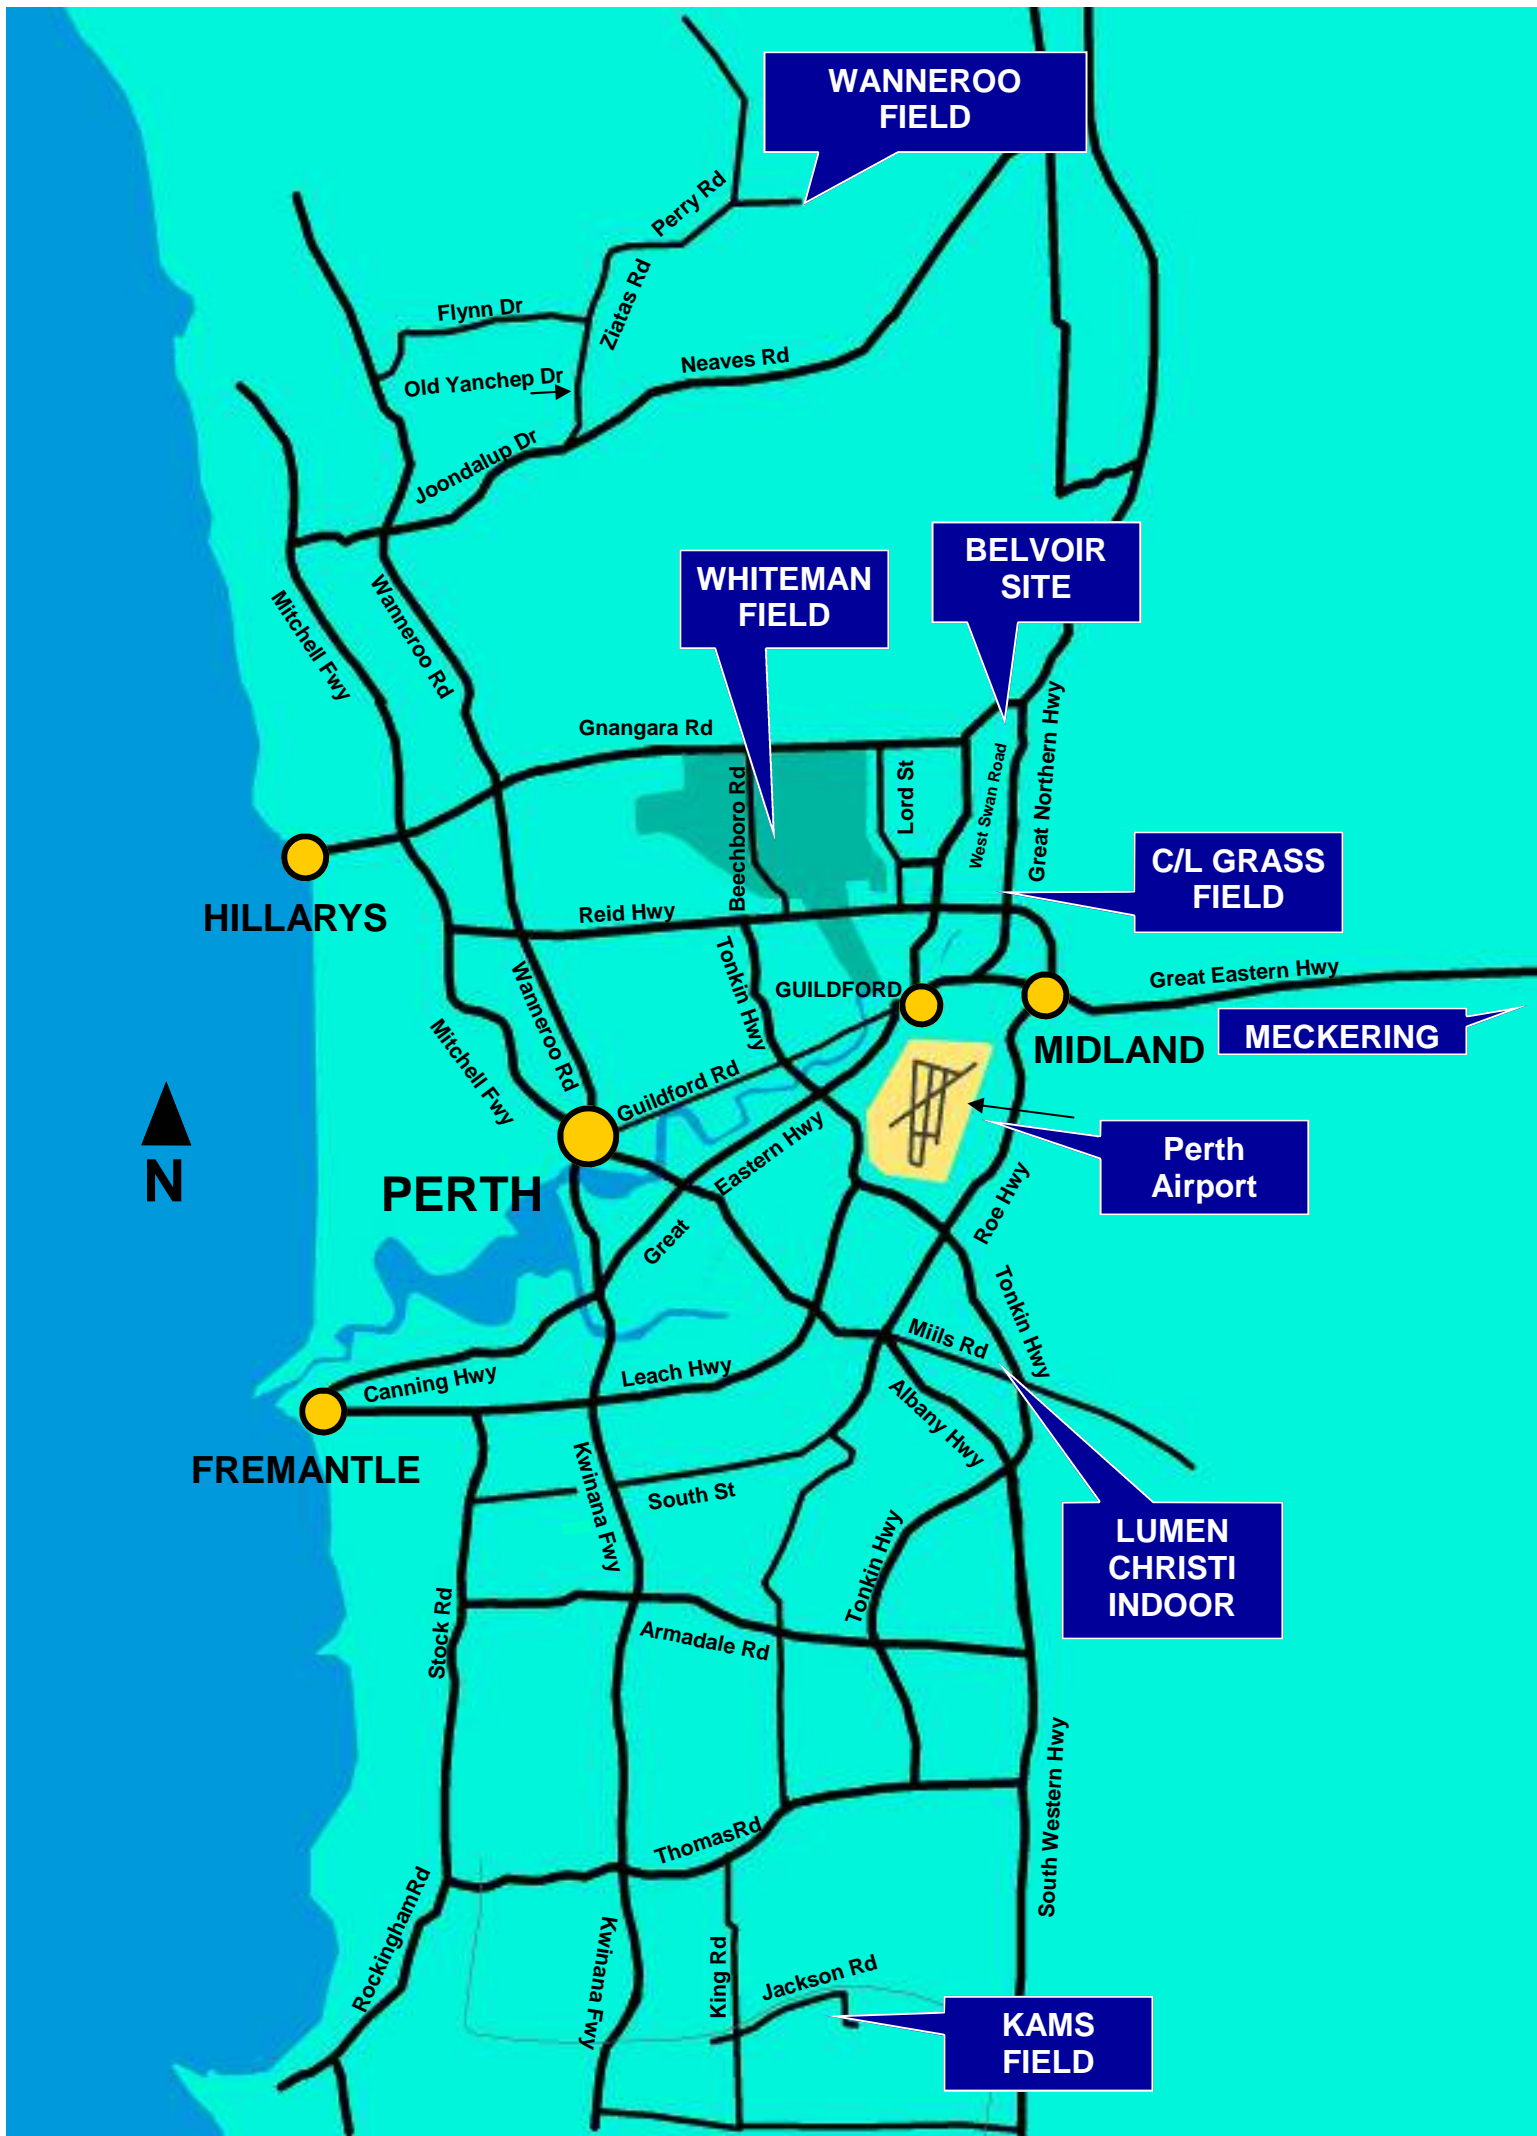 WANNEROO
FIELD
Perry Rd
Ziatas Rd
Flynn Dr
Neaves Rd
Old Yanchep Dr
Joondalup Dr
BELVOIR
SITE
WHITEMAN
FIELD
Mitchell Fwy
Wanneroo Rd
Gnangara Rd
Beechboro Rd
Lord St
West Swan Road
Great Northern Hwy
C/L GRASS
FIELD
HILLARYS
Reid Hwy
Tonkin Hwy
Wanneroo Rd
GUILDFORD
Great Eastern Hwy
MECKERING
MIDLAND
Mitchell Fwy
Guildford Rd
N
PERTH
Eastern Hwy
Great
Perth
Airport
Roe Hwy
Tonkin Hwy
Miils Rd
Canning Hwy
Leach Hwy
Albany Hwy
FREMANTLE
Kwinana Fwy
South St
Tonkin Hwy
LUMEN
CHRISTI
INDOOR
Stock Rd
Armadale Rd
South Western Hwy
ThomasRd
RockinghamRd
Kwinana Fwy
King Rd
Jackson Rd
KAMS
FIELD